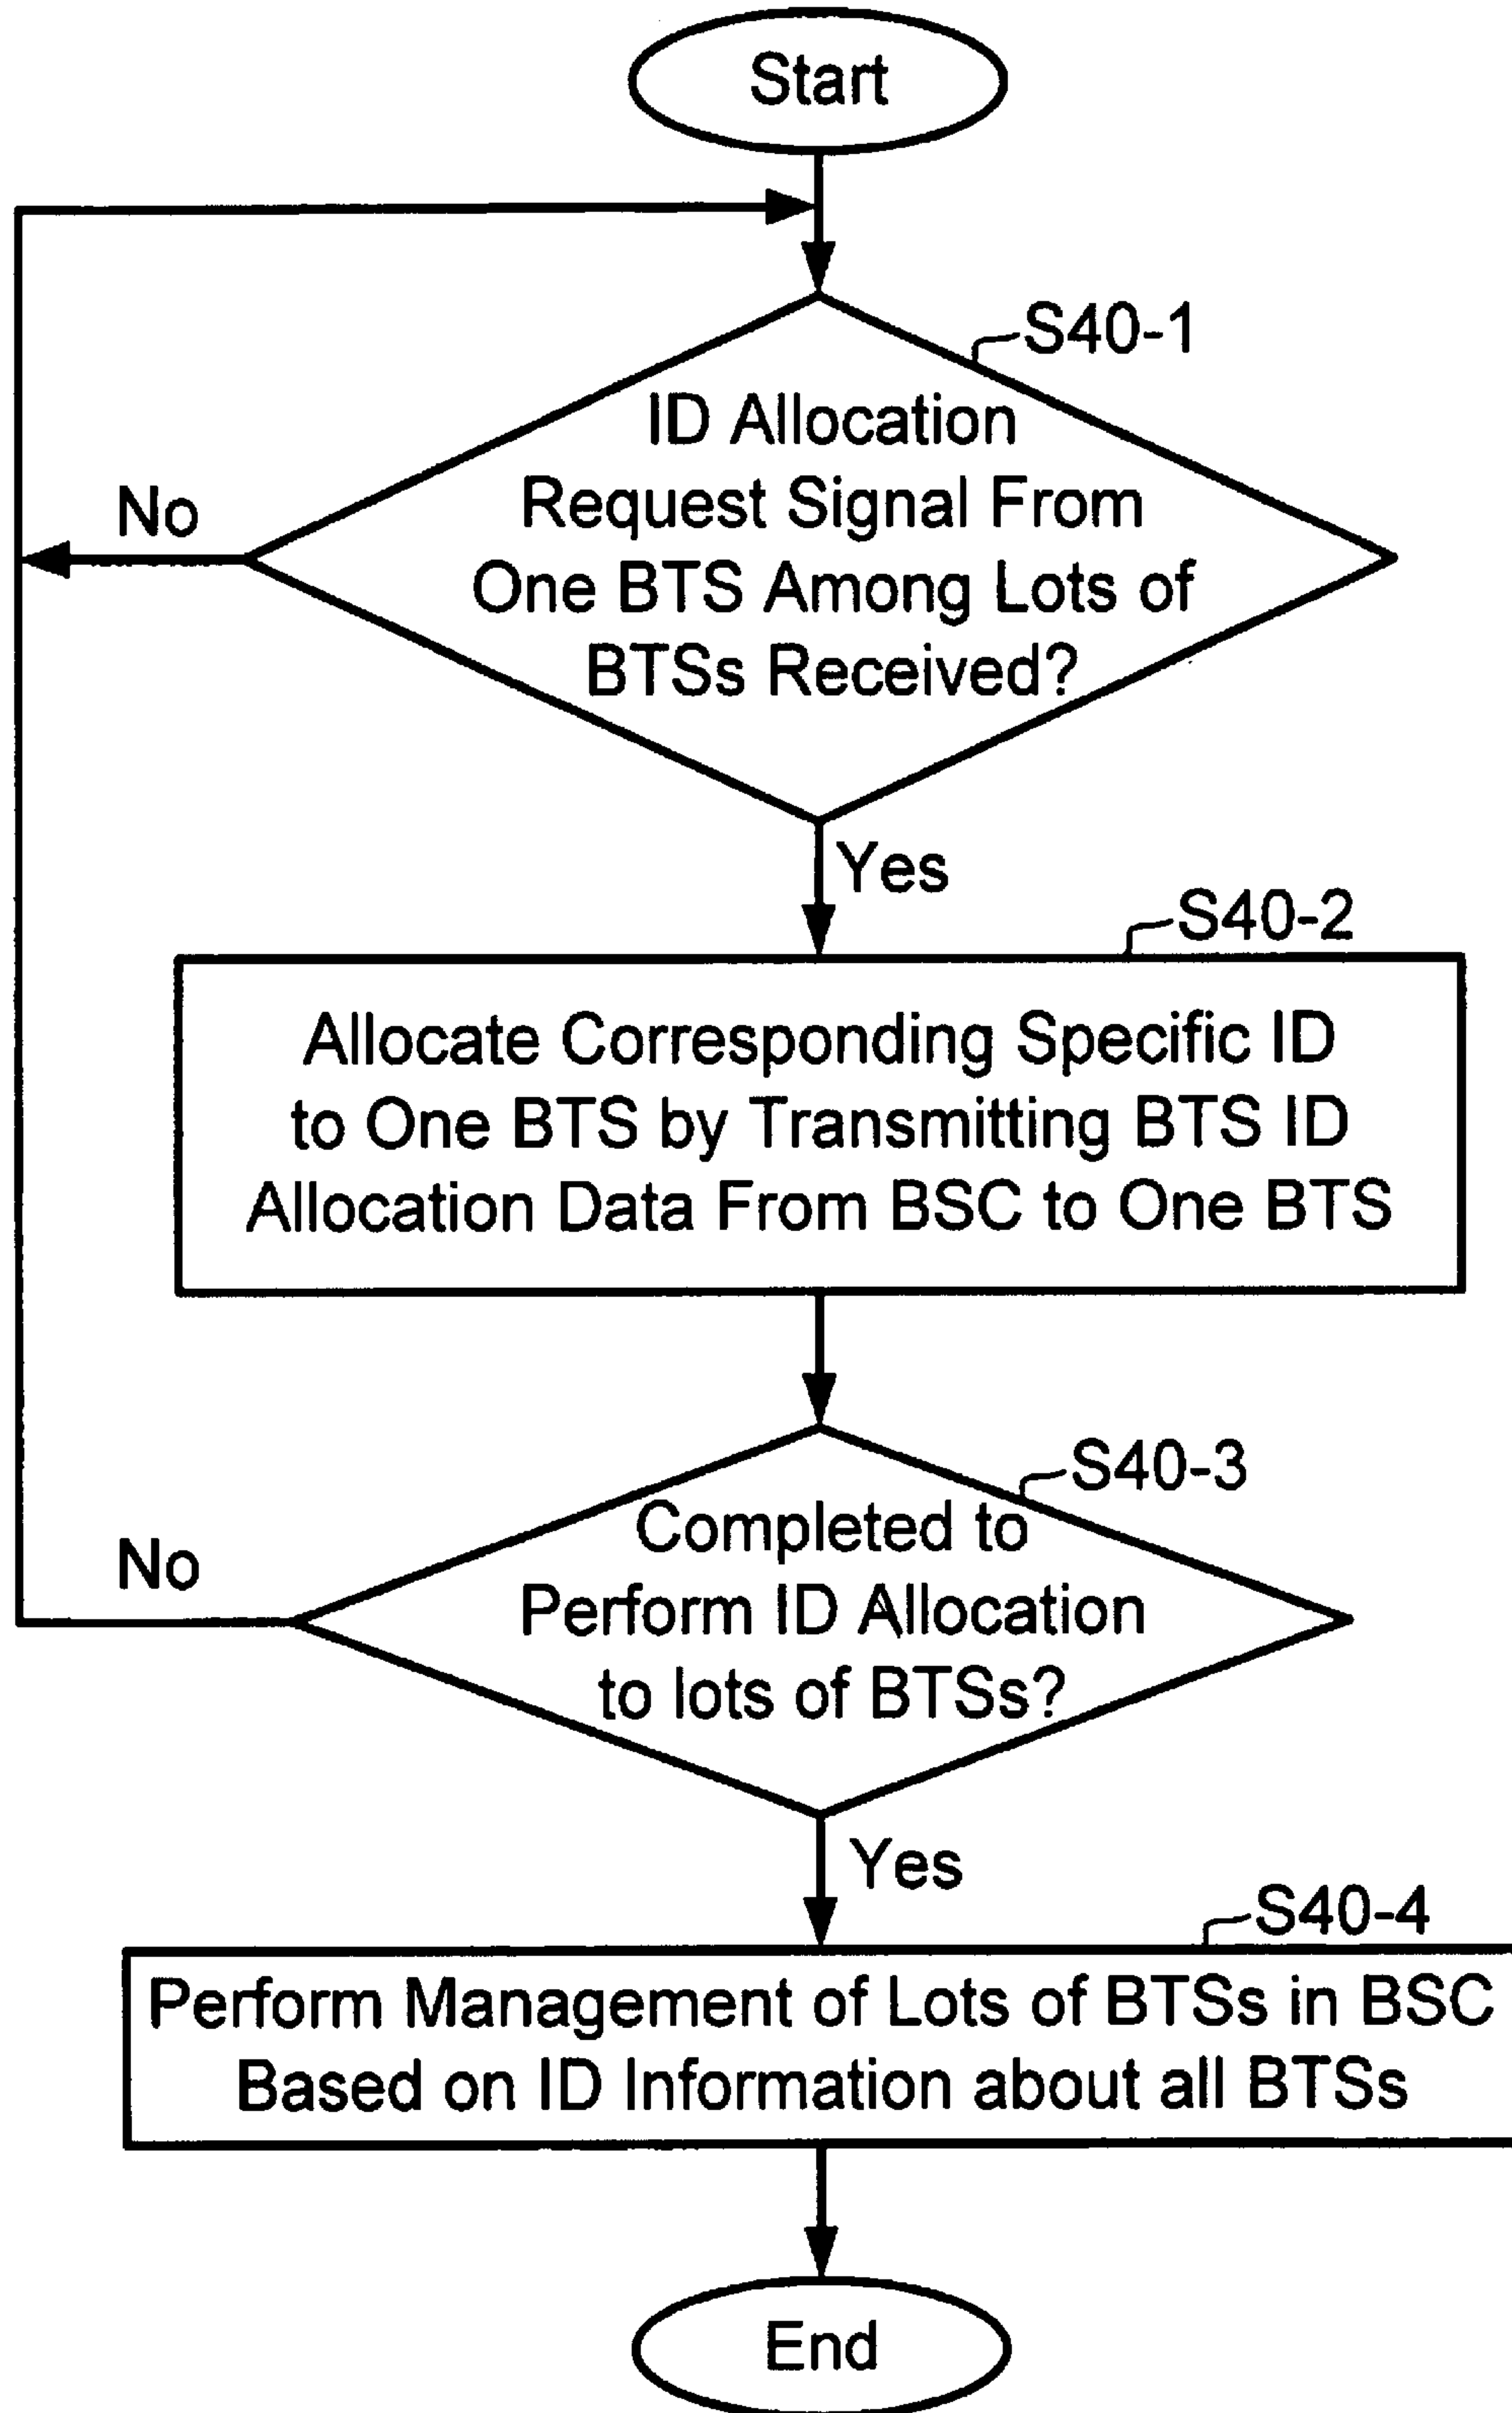 Start
S40-1
ID Allocation
Request Signal From
One BTS Among Lots of
BTSs Received?
No
Yes
S40-2
Allocate Corresponding Specific ID
to One BTS by Transmitting BTS ID
Allocation Data From BSC to One BTS
S40-3
Completed to
Perform ID Allocation
to lots of BTSs?
No
Yes
S40-4
Perform Management of Lots of BTSs in BSC
Based on ID Information about all BTSs
End